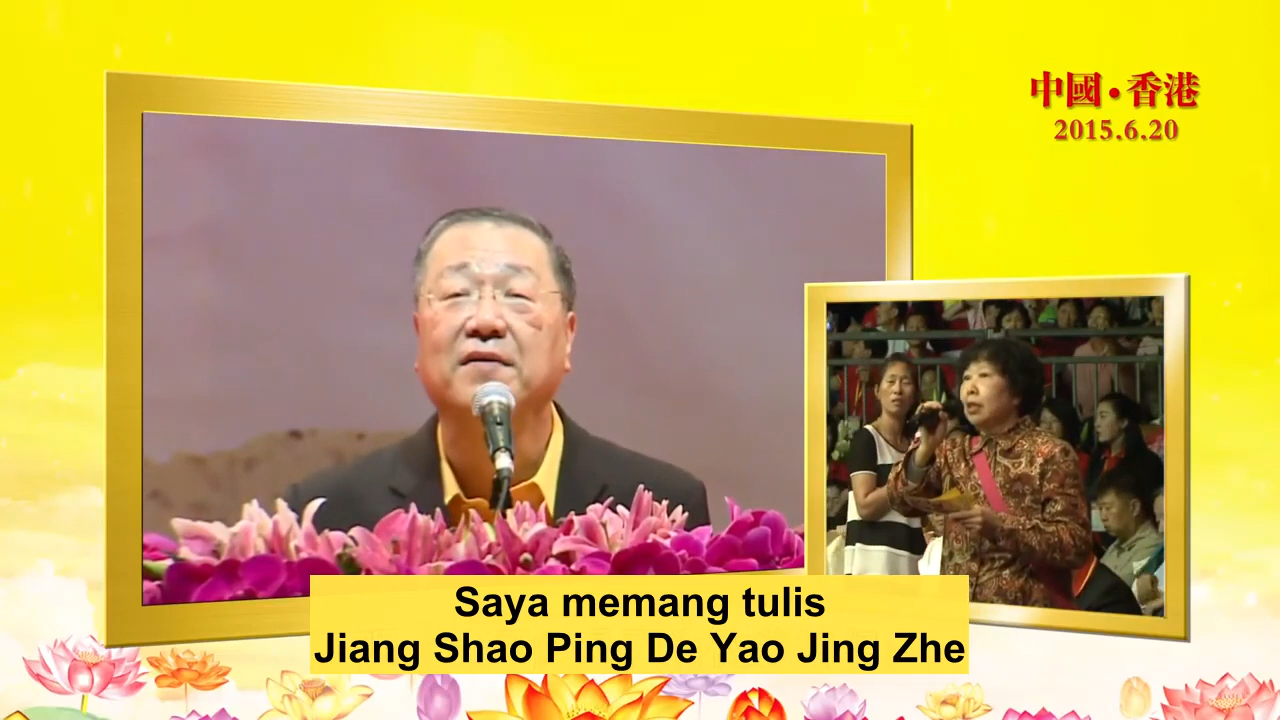 中國·香港
2015.6.20
Saya memang tulis
Jiang Shao Ping De Yao Jing Zhe